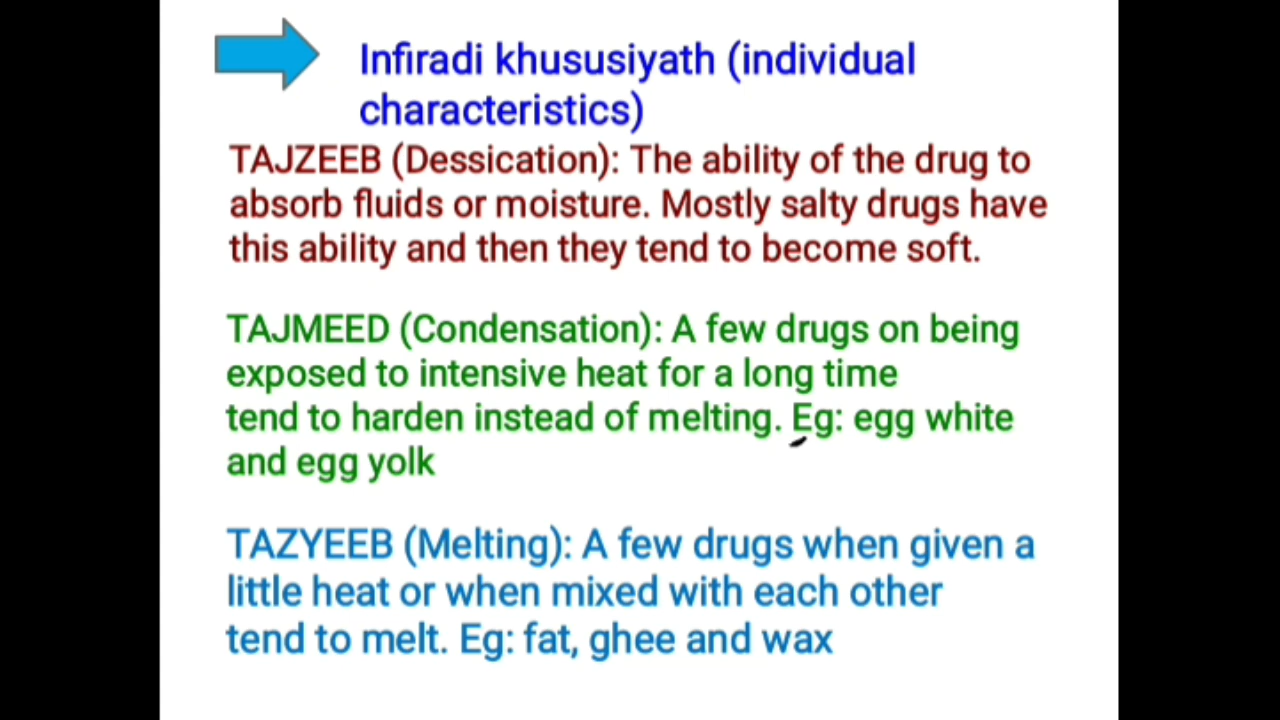 Infiradi khususiyath (individual
characteristics)
TAJZEEB (Dessication): The ability of the drug to
absorb fluids or moisture. Mostly salty drugs have
this ability and then they tend to become soft.
TAJMEED (Condensation): A few drugs on being
exposed to intensive heat for a long time
tend to harden instead of melting. Eg: egg white
and egg yolk
TAZYEEB (Melting): A few drugs when given a
little heat or when mixed with each other
tend to melt. Eg: fat, ghee and wax